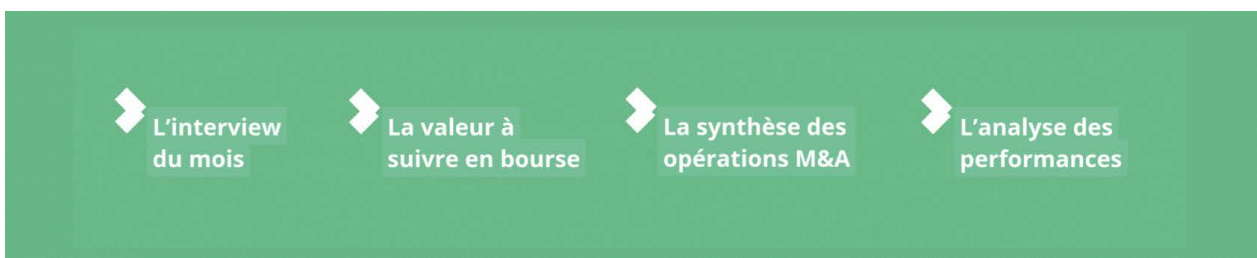 L’interview
du mois
La valeur à
suivre en bourse
La synthèse des
opérations M&A
L’analyse des
performances